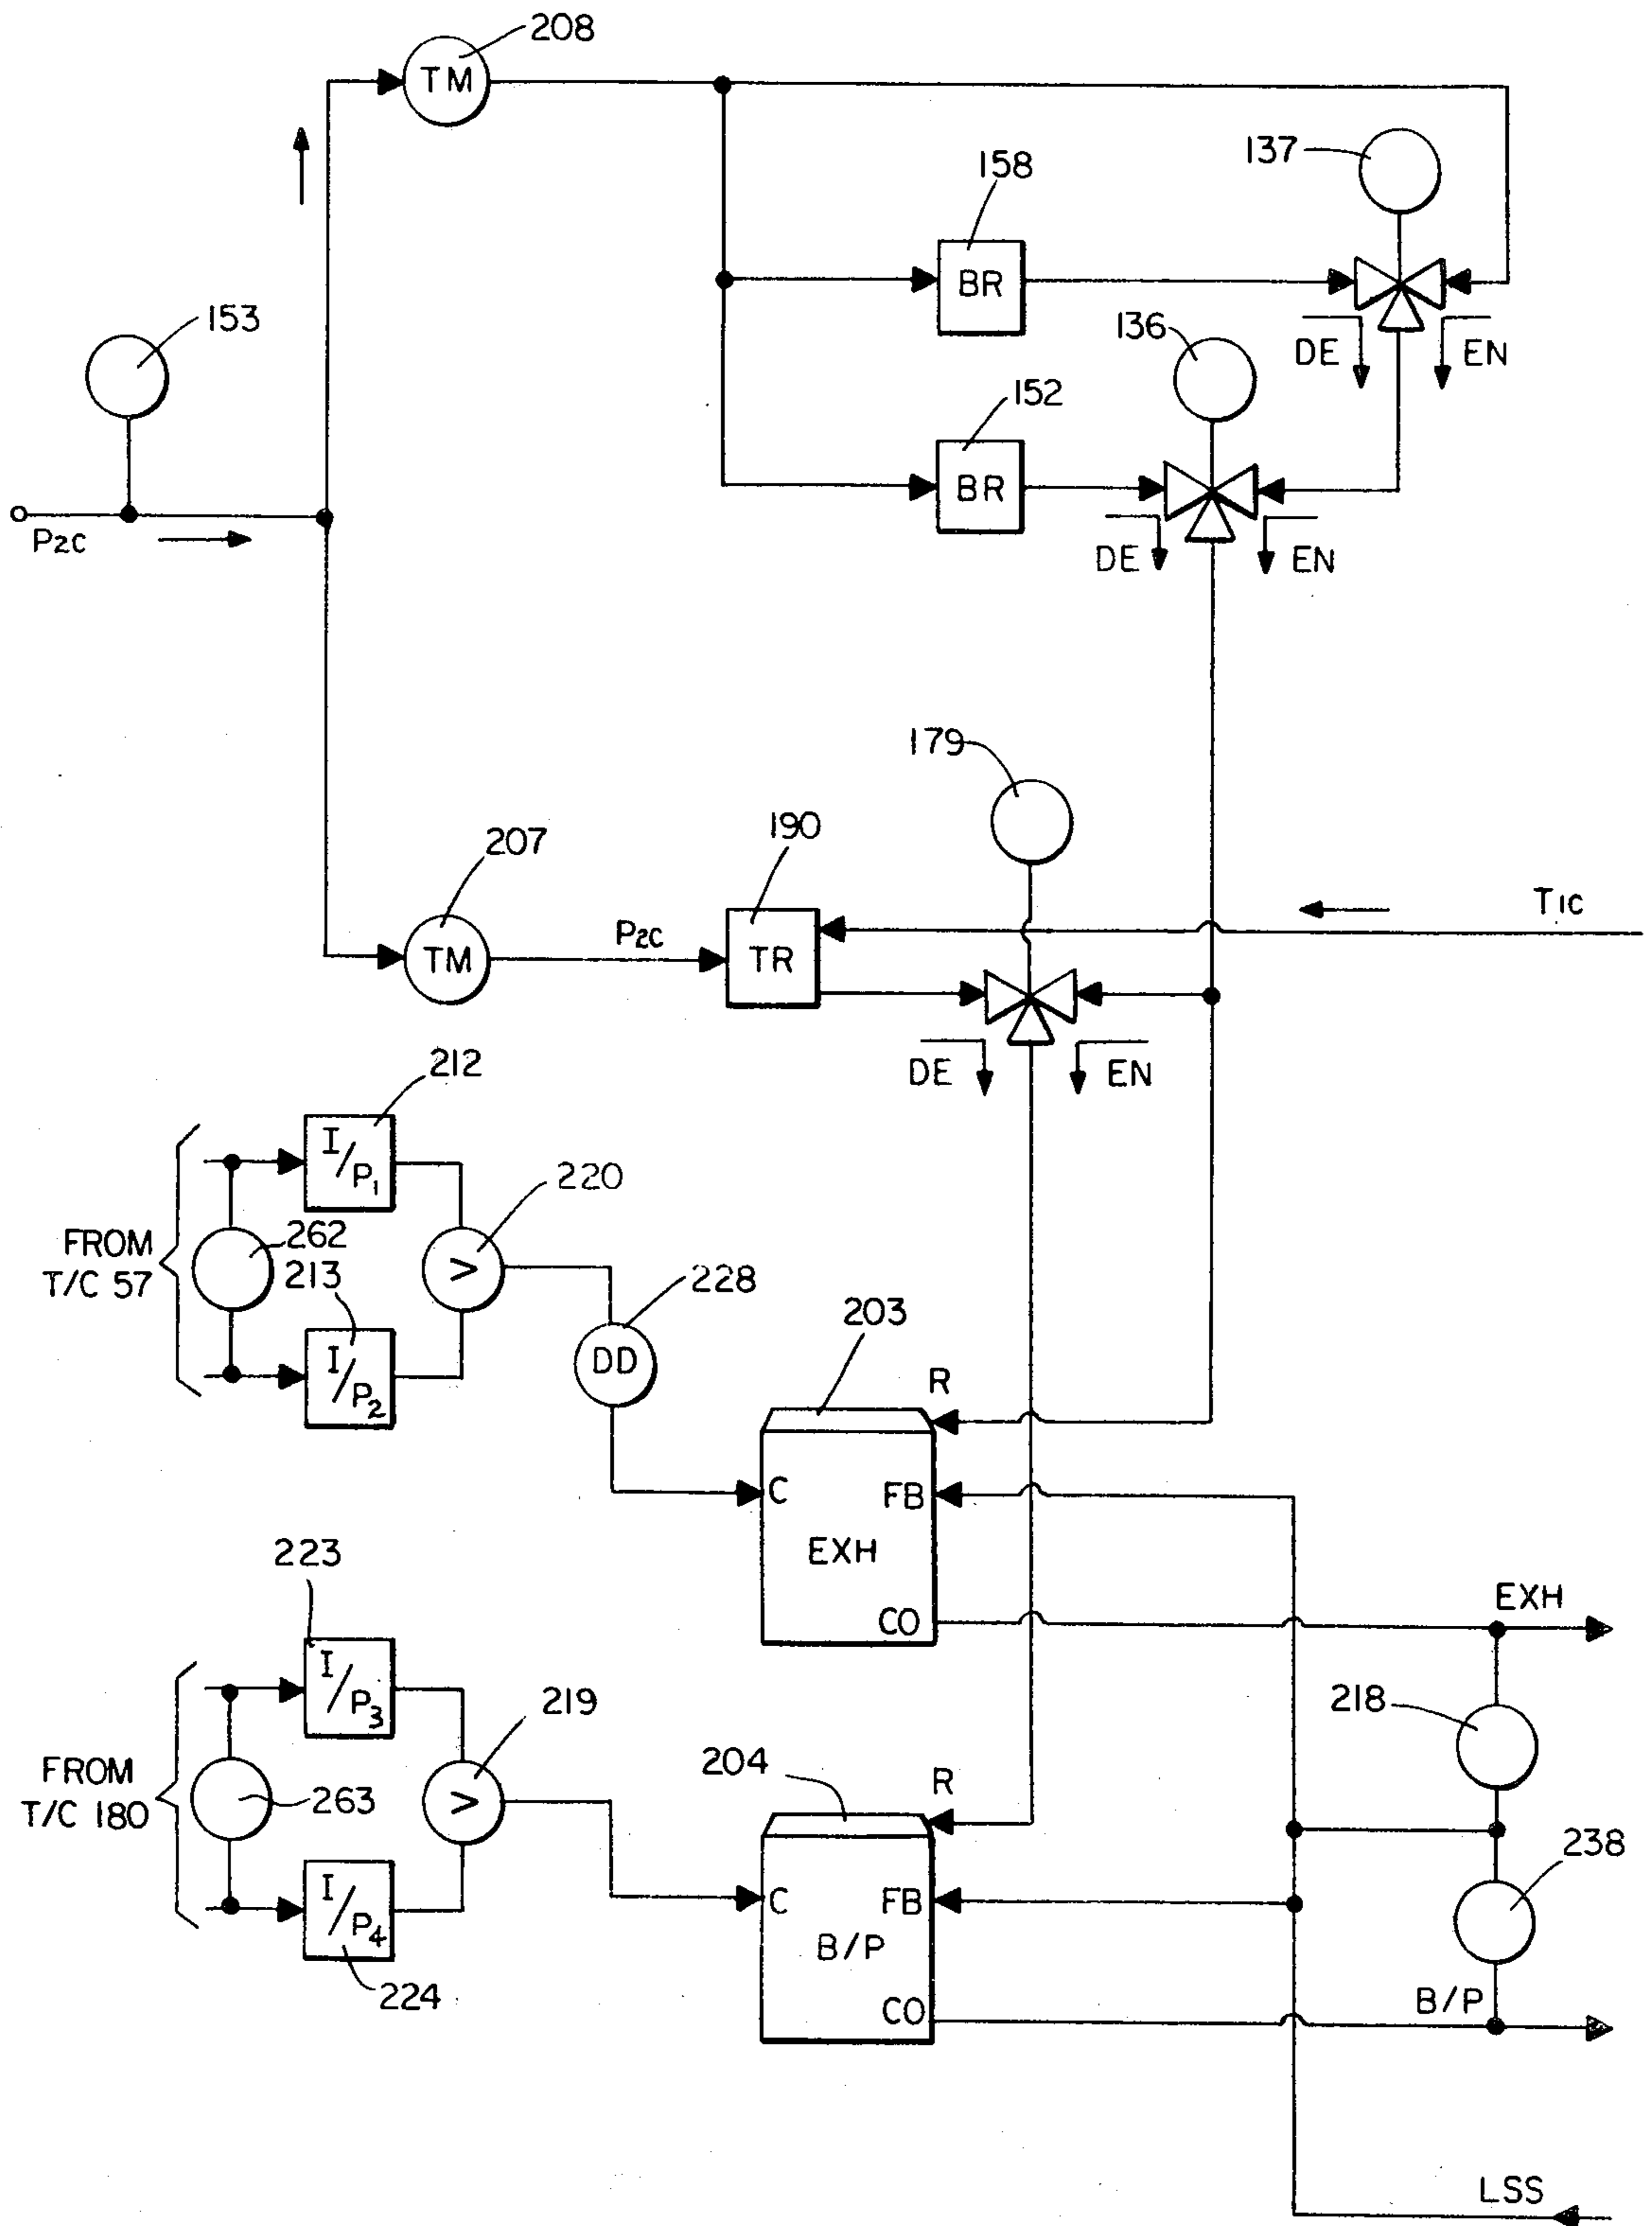 208
TM
137
158
BR
DE
EN
153
136
152
BR
P2C
DE
EN
179
190
207
T1C
P2C
TM
TR
212
DE
EN
I/P1
220
FROM
T/C 57
262
213
>
228
203
I/P2
DD
R
C
FB
EXH
223
CO
EXH
I/P3
219
218
204
R
FROM
T/C 180
263
>
238
I/P4
C
FB
B/P
224
CO
B/P
LSS